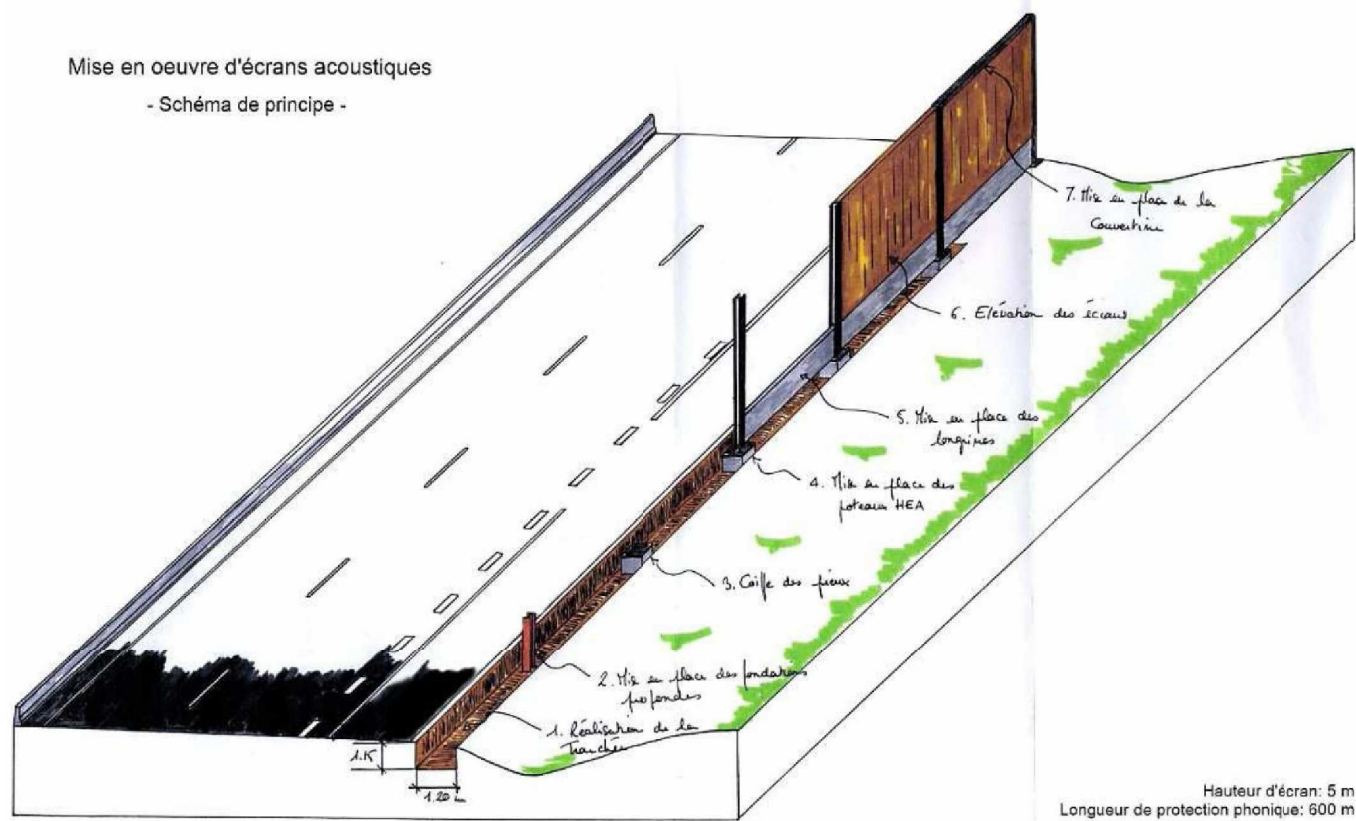 Mise en oeuvre d'écrans acoustiques
- Schéma de principe -
7. Mise en place de la
Couvertine
6. Elévation des écrans
5. Mise en place des
longrines
4. Mise en place des
poteaux HEA
3. Coiffe des pieux
2. Mise en place des fondations
profondes
1. Réalisation de la
Tranchée
1.20 m
Hauteur d'écran: 5 m
Longueur de protection phonique: 600 m